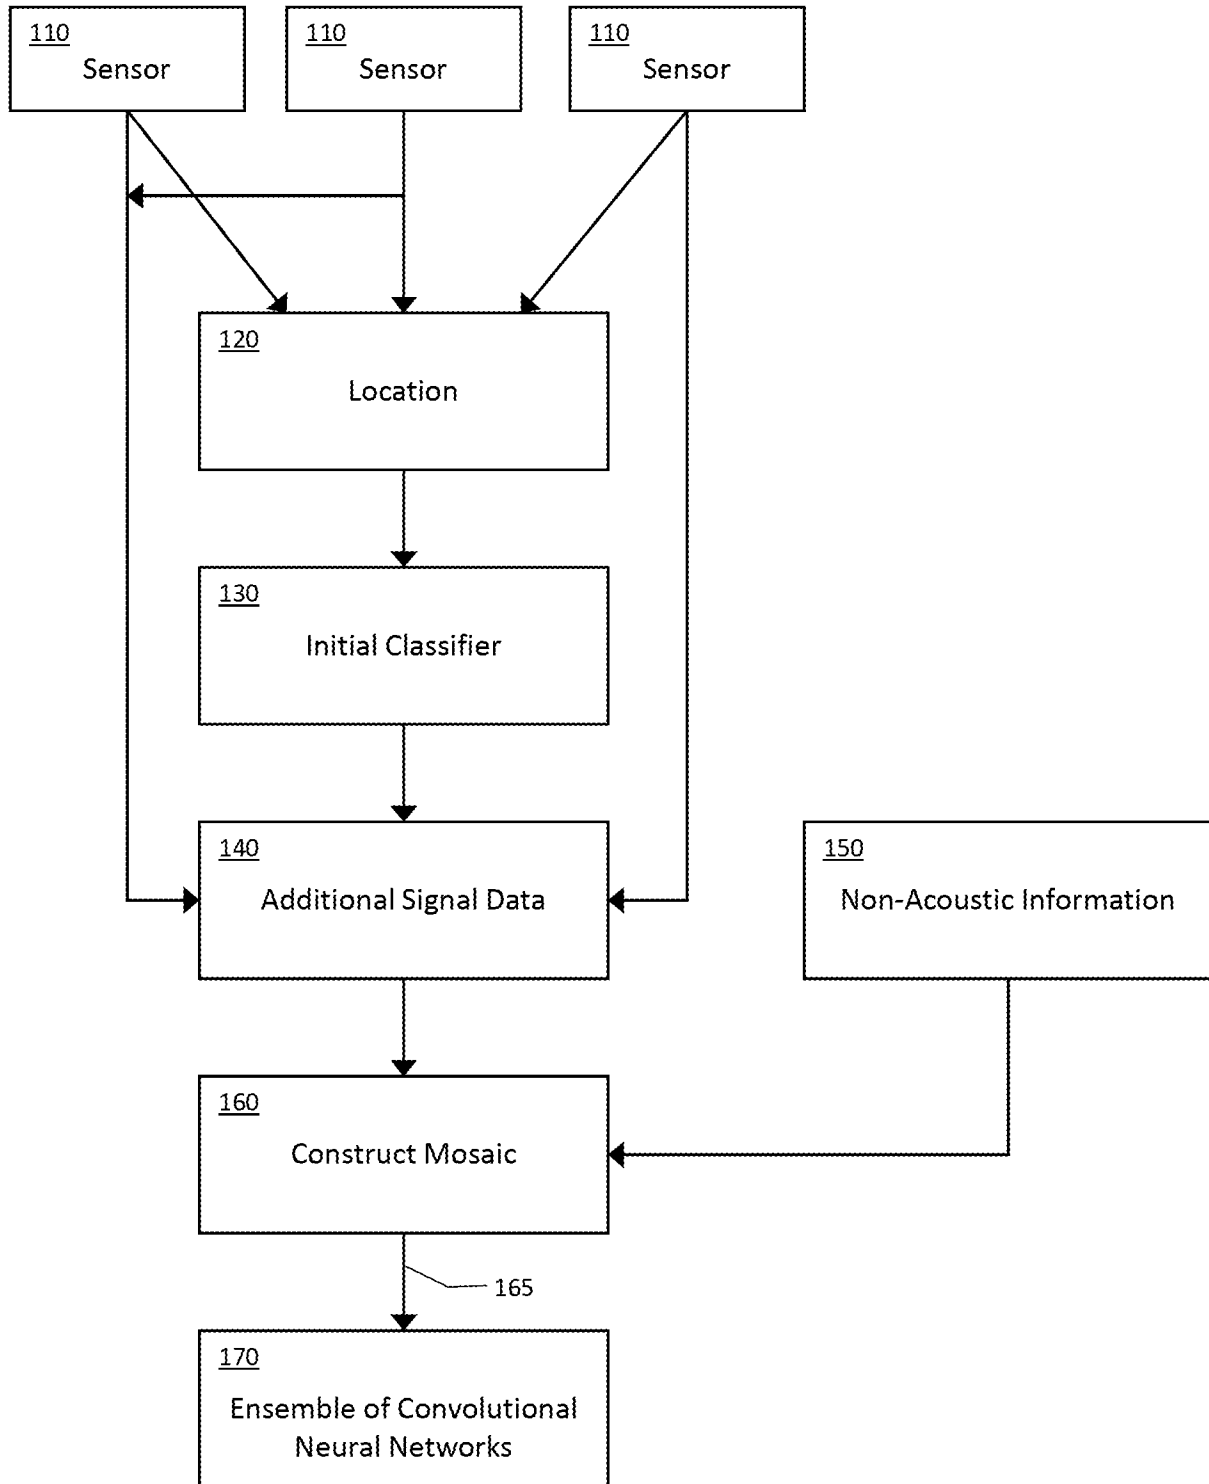 110
Sensor
110
Sensor
110
Sensor
120
Location
130
Initial Classifier
140
Additional Signal Data
150
Non-Acoustic Information
160
Construct Mosaic
165
170
Ensemble of Convolutional
Neural Networks